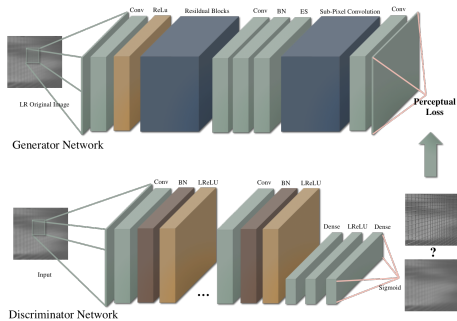 Conv ReLu Resildual Blocks Conv BN ES Sub-Pixel Convolution Conv
LR Original Image
Perceptual
Loss
Generator Network
Conv BN LReLU Conv BN LReLU
Dense LReLU Dense
...
?
Input
Sigmoid
Discriminator Network